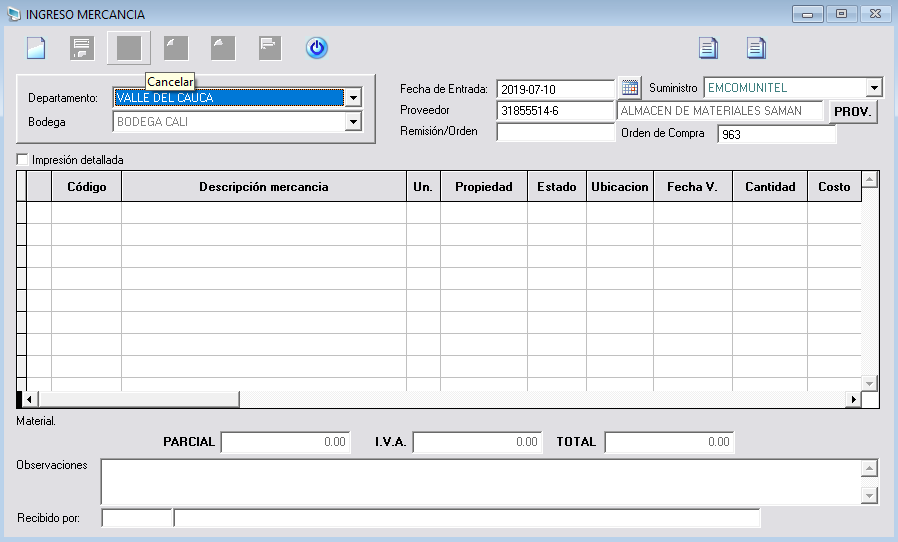 INGRESO MERCANCIA
Cancelar
Departamento: VALLE DEL CAUCA
Bodega BODEGA CALI
Fecha de Entrada: 2019-07-10 Suministro EMCOMUNITEL
Proveedor 31855514-6 ALMACEN DE MATERIALES SAMAN PROV.
Remisión/Orden Orden de Compra 963
Impresión detallada
Código Descripción mercancia Un. Propiedad Estado Ubicacion Fecha V. Cantidad Costo
Material.
PARCIAL 0.00 I.V.A. 0.00 TOTAL 0.00
Observaciones
Recibido por: